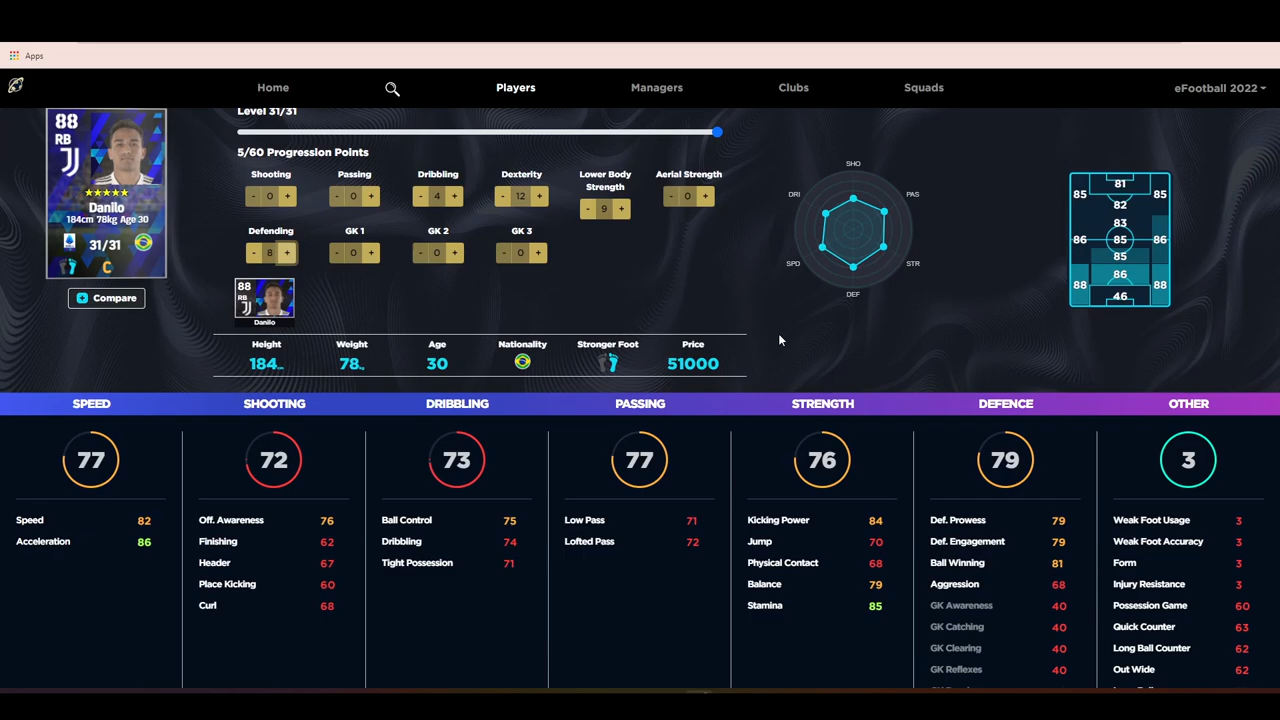 Apps
Home Players Managers Clubs Squads eFootball 2022
Level 31/31
5/60 Progression Points
Shooting Passing Dribbling Dexterity Lower Body Strength Aerial Strength
- 0 + - 0 + - 4 + - 12 + - 9 + - 0 +
Defending GK 1 GK 2 GK 3
- 8 + - 0 + - 0 + - 0 +
88
RB
Danilo
184cm 78kg Age 30
31/31
C
Compare
88
RB
Danilo
Height Weight Age Nationality Stronger Foot Price
184 78 30 51000
SHO
DRI PAS
SPD STR
DEF
81
85 85
82
83
86 85 86
85
86
88 88
46
SPEED SHOOTING DRIBBLING PASSING STRENGTH DEFENCE OTHER
77 72 73 77 76 79 3
Speed 82
Acceleration 86
Off. Awareness 76
Finishing 62
Header 67
Place Kicking 60
Curl 68
Ball Control 75
Dribbling 74
Tight Possession 71
Low Pass 71
Lofted Pass 72
Kicking Power 84
Jump 70
Physical Contact 68
Balance 79
Stamina 85
Def. Prowess 79
Def. Engagement 79
Ball Winning 81
Aggression 68
GK Awareness 40
GK Catching 40
GK Clearing 40
GK Reflexes 40
Weak Foot Usage 3
Weak Foot Accuracy 3
Form 3
Injury Resistance 3
Possession Game 60
Quick Counter 63
Long Ball Counter 62
Out Wide 62